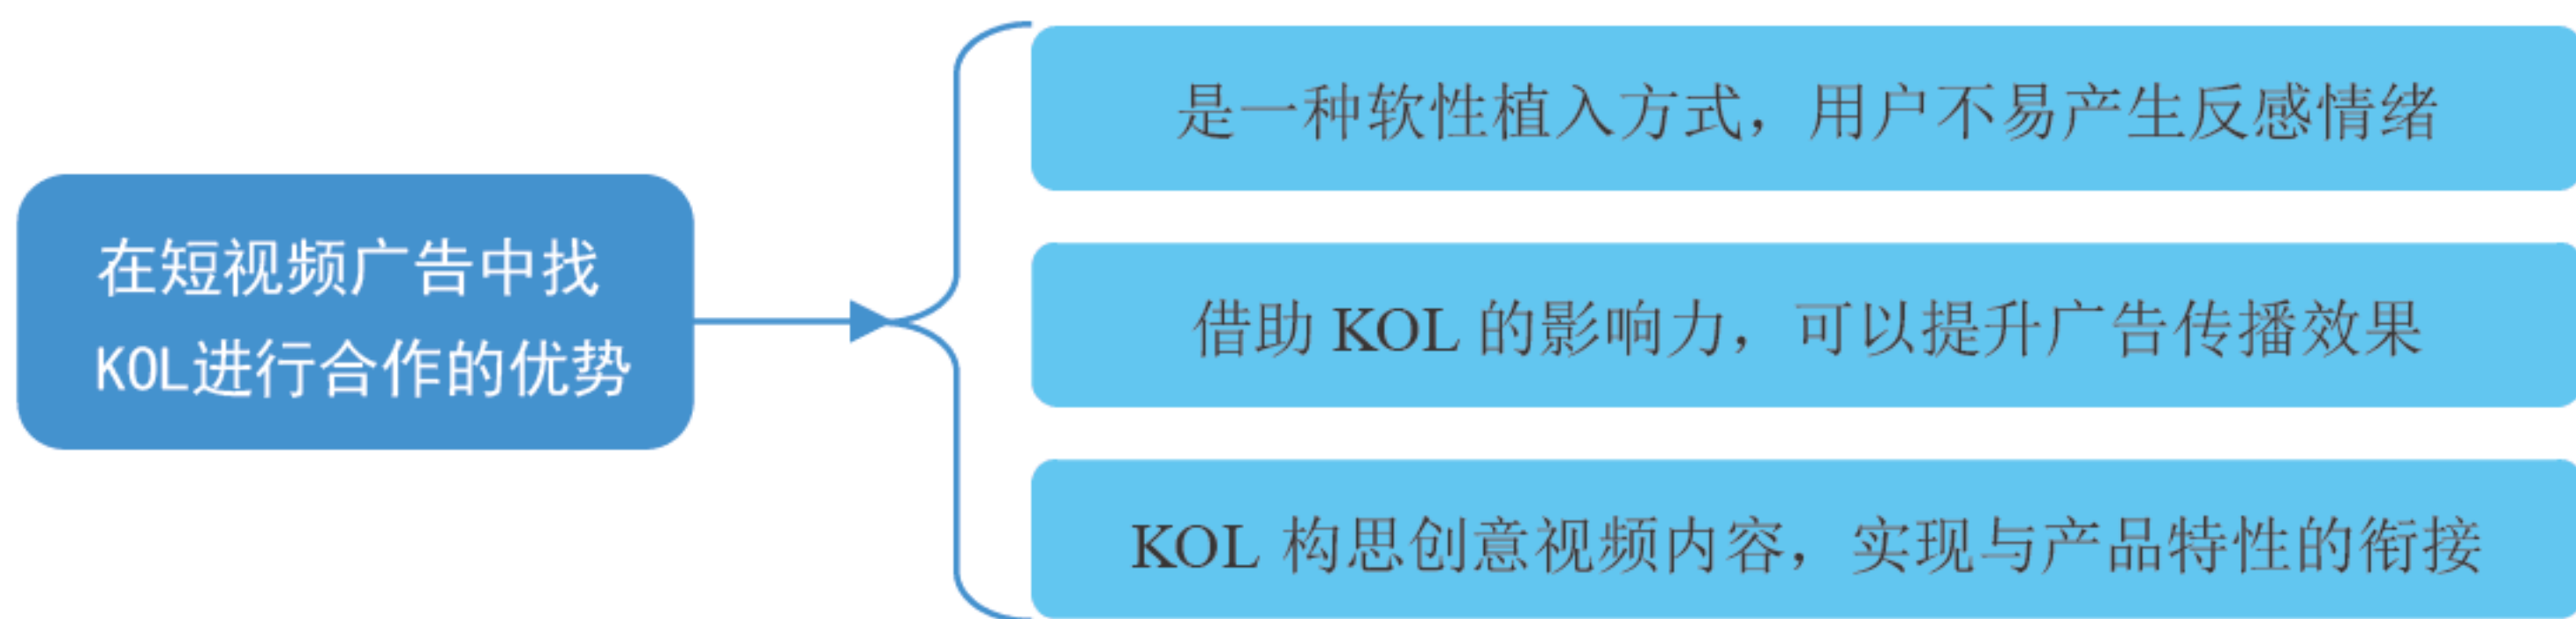 在短视频广告中找
KOL进行合作的优势
是一种软性植入方式，用户不易产生反感情绪
借助 KOL 的影响力，可以提升广告传播效果
KOL 构思创意视频内容，实现与产品特性的衔接